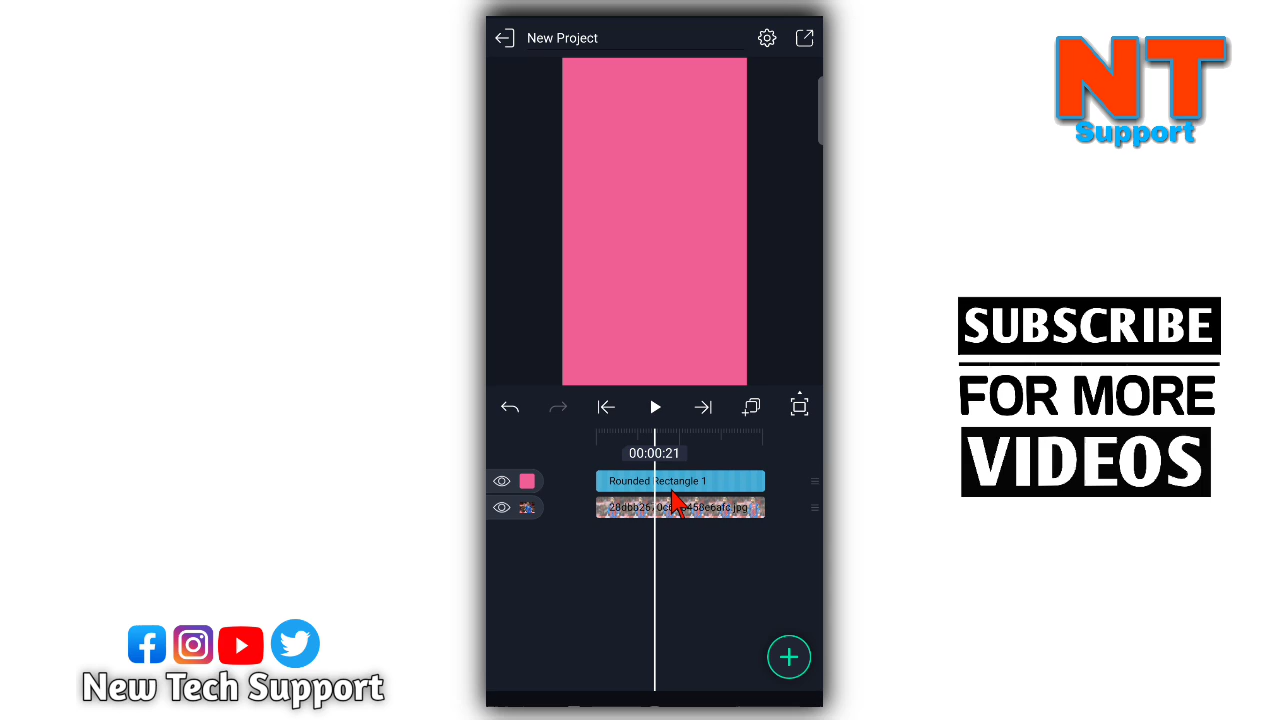 New Project
NT
Support
SUBSCRIBE
FOR MORE
VIDEOS
00:00:21
Rounded Rectangle 1
New Tech Support